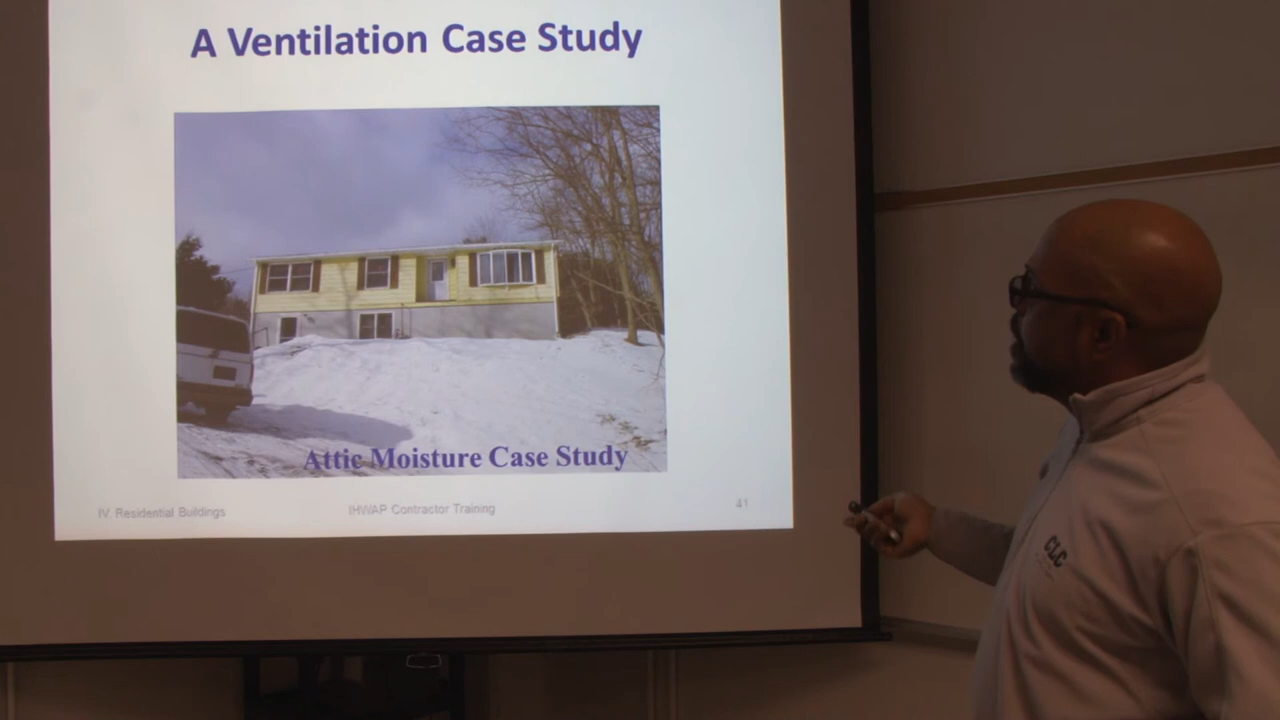 A Ventilation Case Study
Attic Moisture Case Study
IV. Residential Buildings
IHWAP Contractor Training
41
CLC